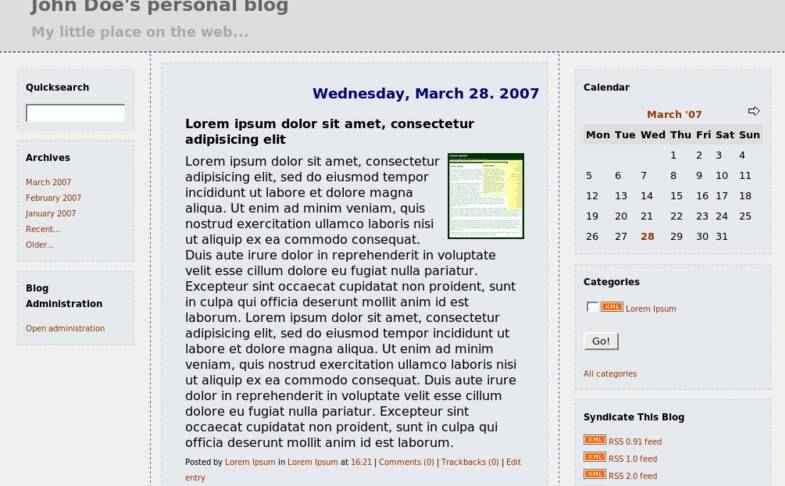 John Doe's personal blog
My little place on the web...
Quicksearch
Archives
March 2007
February 2007
January 2007
Recent...
Older...
Blog
Administration
Open administration
Wednesday, March 28. 2007
Lorem ipsum dolor sit amet, consectetur
adipisicing elit
Lorem ipsum dolor sit amet, consectetur
adipisicing elit, sed do eiusmod tempor
incididunt ut labore et dolore magna
aliqua. Ut enim ad minim veniam, quis
nostrud exercitation ullamco laboris nisi
ut aliquip ex ea commodo consequat.
Duis aute irure dolor in reprehenderit in voluptate
velit esse cillum dolore eu fugiat nulla pariatur.
Excepteur sint occaecat cupidatat non proident, sunt
in culpa qui officia deserunt mollit anim id est
laborum. Lorem ipsum dolor sit amet, consectetur
adipisicing elit, sed do eiusmod tempor incididunt ut
labore et dolore magna aliqua. Ut enim ad minim
veniam, quis nostrud exercitation ullamco laboris nisi
ut aliquip ex ea commodo consequat. Duis aute irure
dolor in reprehenderit in voluptate velit esse cillum
dolore eu fugiat nulla pariatur. Excepteur sint
occaecat cupidatat non proident, sunt in culpa qui
officia deserunt mollit anim id est laborum.
Posted by Lorem Ipsum in Lorem Ipsum at 16:21 | Comments (0) | Trackbacks (0) | Edit
entry
Calendar
March '07
Mon Tue Wed Thu Fri Sat Sun
1 2 3 4
5 6 7 8 9 10 11
12 13 14 15 16 17 18
19 20 21 22 23 24 25
26 27 28 29 30 31
Categories
XML Lorem Ipsum
Go!
All categories
Syndicate This Blog
XML RSS 0.91 feed
XML RSS 1.0 feed
XML RSS 2.0 feed